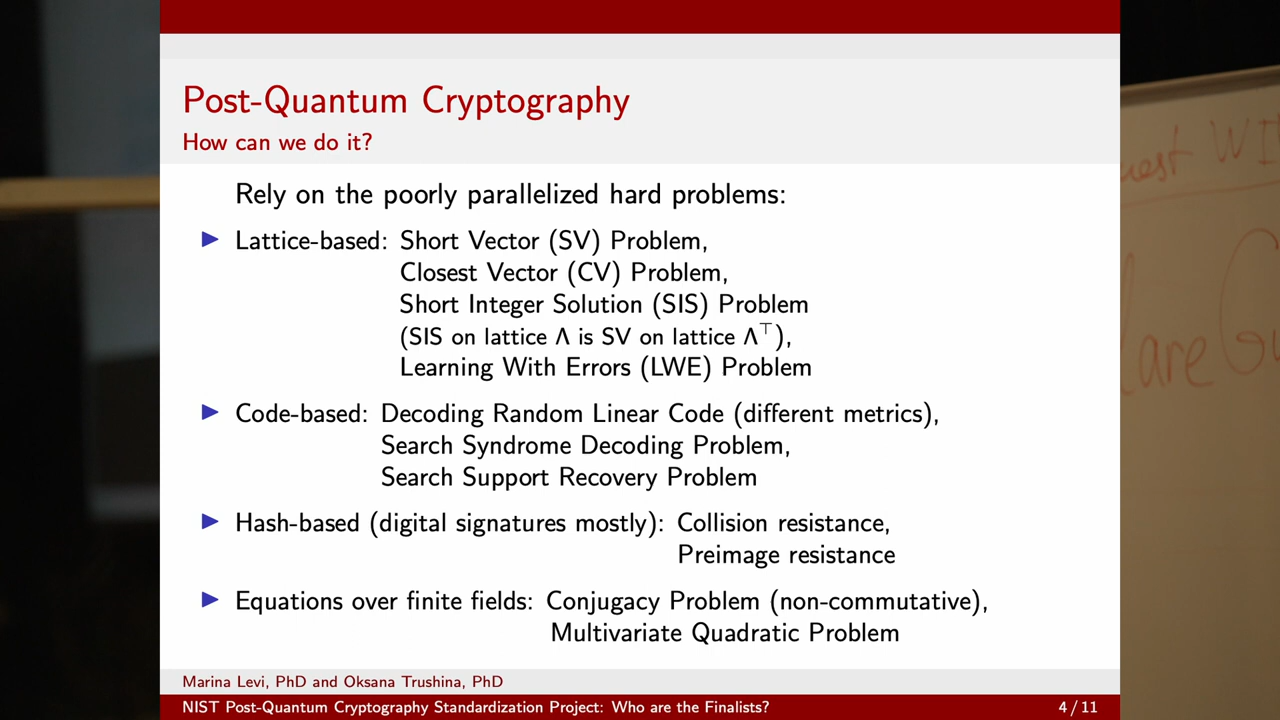 Post-Quantum Cryptography
How can we do it?
Rely on the poorly parallelized hard problems:
▶ Lattice-based: Short Vector (SV) Problem,
Closest Vector (CV) Problem,
Short Integer Solution (SIS) Problem
(SIS on lattice Λ is SV on lattice Λ⊤),
Learning With Errors (LWE) Problem
▶ Code-based: Decoding Random Linear Code (different metrics),
Search Syndrome Decoding Problem,
Search Support Recovery Problem
▶ Hash-based (digital signatures mostly): Collision resistance,
Preimage resistance
▶ Equations over finite fields: Conjugacy Problem (non-commutative),
Multivariate Quadratic Problem
Marina Levi, PhD and Oksana Trushina, PhD
NIST Post-Quantum Cryptography Standardization Project: Who are the Finalists?
4 / 11